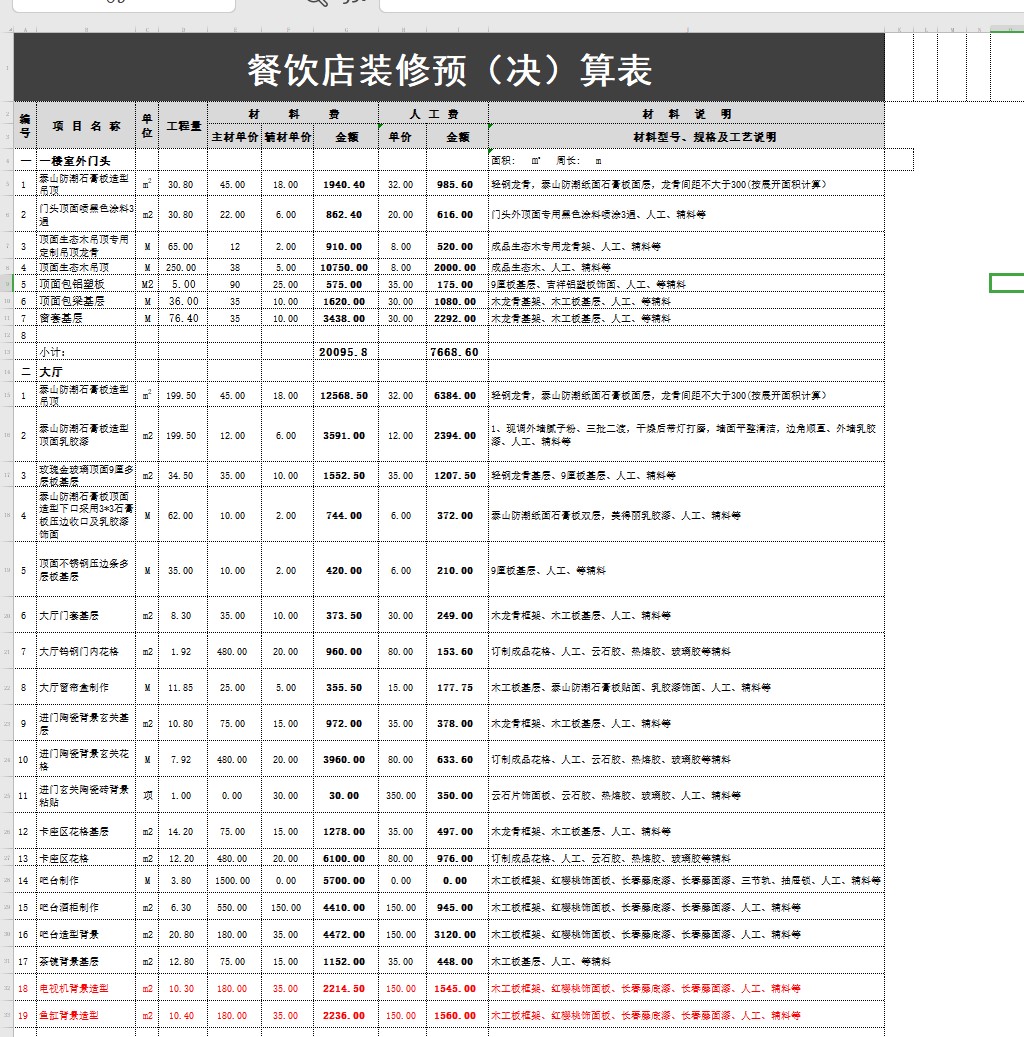 餐饮店装修预（决）算表
编号 项 目 名 称 单位 工程量 材 料 费 人 工 费 材 料 说 明
主材单价 辅材单价 金额 单价 金额 材料型号、规格及工艺说明
一 一楼室外门头 面积： ㎡ 周长： m
1 泰山防潮石膏板造型吊顶 m² 30.80 45.00 18.00 1940.40 32.00 985.60 轻钢龙骨，泰山防潮纸面石膏板面层，龙骨间距不大于300(按展开面积计算)
2 门头顶面喷黑色涂料3遍 m2 30.80 22.00 6.00 862.40 20.00 616.00 门头外顶面专用黑色涂料喷涂3遍、人工、辅料等
3 顶面生态木吊顶专用定制吊顶龙骨 M 65.00 12 2.00 910.00 8.00 520.00 成品生态木专用龙骨架、人工、辅料等
4 顶面生态木吊顶 M 250.00 38 5.00 10750.00 8.00 2000.00 成品生态木、人工、辅料等
5 顶面包铝塑板 M2 5.00 90 25.00 575.00 35.00 175.00 9厘板基层、吉祥铝塑板饰面、人工、等辅料
6 顶面包梁基层 M 36.00 35 10.00 1620.00 30.00 1080.00 木龙骨基架、木工板基层、人工、等辅料
7 窗套基层 M 76.40 35 10.00 3438.00 30.00 2292.00 木龙骨基架、木工板基层、人工、等辅料
8
小计： 20095.8 7668.60
二 大厅
1 泰山防潮石膏板造型吊顶 m² 199.50 45.00 18.00 12568.50 32.00 6384.00 轻钢龙骨，泰山防潮纸面石膏板面层，龙骨间距不大于300(按展开面积计算)
2 泰山防潮石膏板造型顶面乳胶漆 m2 199.50 12.00 6.00 3591.00 12.00 2394.00 1、现调外墙腻子粉、三批二渡，干燥后带灯打磨，墙面平整清洁，边角顺直、外墙乳胶漆、人工、辅料等
3 玫瑰金玻璃顶面9厘多层板基层 m2 34.50 35.00 10.00 1552.50 35.00 1207.50 轻钢龙骨基层、9厘板基层、人工、辅料等
4 泰山防潮石膏板顶面造型下口采用3*3石膏板压边收口及乳胶漆饰面 M 62.00 10.00 2.00 744.00 6.00 372.00 泰山防潮纸面石膏板双层，美得丽乳胶漆、人工、辅料等
5 顶面不锈钢压边条多层板基层 M 35.00 10.00 2.00 420.00 6.00 210.00 9厘板基层、人工、等辅料
6 大厅门套基层 m2 8.30 35.00 10.00 373.50 30.00 249.00 木龙骨框架、木工板基层、人工、辅料等
7 大厅钨钢门内花格 m2 1.92 480.00 20.00 960.00 80.00 153.60 订制成品花格、人工、云石胶、热熔胶、玻璃胶等辅料
8 大厅窗帘盒制作 M 11.85 25.00 5.00 355.50 15.00 177.75 木工板基层、泰山防潮石膏板贴面、乳胶漆饰面、人工、辅料等
9 进门陶瓷背景玄关基层 m2 10.80 75.00 15.00 972.00 35.00 378.00 木龙骨框架、木工板基层、人工、辅料等
10 进门陶瓷背景玄关花格 M 7.92 480.00 20.00 3960.00 80.00 633.60 订制成品花格、人工、云石胶、热熔胶、玻璃胶等辅料
11 进门玄关陶瓷砖背景粘贴 项 1.00 0.00 30.00 30.00 350.00 350.00 云石片饰面板、云石胶、热熔胶、玻璃胶、人工、辅料等
12 卡座区花格基层 m2 14.20 75.00 15.00 1278.00 35.00 497.00 木龙骨框架、木工板基层、人工、辅料等
13 卡座区花格 m2 12.20 480.00 20.00 6100.00 80.00 976.00 订制成品花格、人工、云石胶、热熔胶、玻璃胶等辅料
14 吧台制作 M 3.80 1500.00 0.00 5700.00 0.00 0.00 木工板框架、红樱桃饰面板、长春藤底漆、长春藤面漆、三节轨、抽屉锁、人工、辅料等
15 吧台酒柜制作 m2 6.30 550.00 150.00 4410.00 150.00 945.00 木工板框架、红樱桃饰面板、长春藤底漆、长春藤面漆、人工、辅料等
16 吧台造型背景 m2 20.80 180.00 35.00 4472.00 150.00 3120.00 木工板框架、红樱桃饰面板、长春藤底漆、长春藤面漆、人工、辅料等
17 茶镜背景基层 m2 12.80 75.00 15.00 1152.00 35.00 448.00 木工板基层、人工、等辅料
18 电视机背景造型 m2 10.30 180.00 35.00 2214.50 150.00 1545.00 木工板框架、红樱桃饰面板、长春藤底漆、长春藤面漆、人工、辅料等
19 鱼缸背景造型 m2 10.40 180.00 35.00 2236.00 150.00 1560.00 木工板框架、红樱桃饰面板、长春藤底漆、长春藤面漆、人工、辅料等